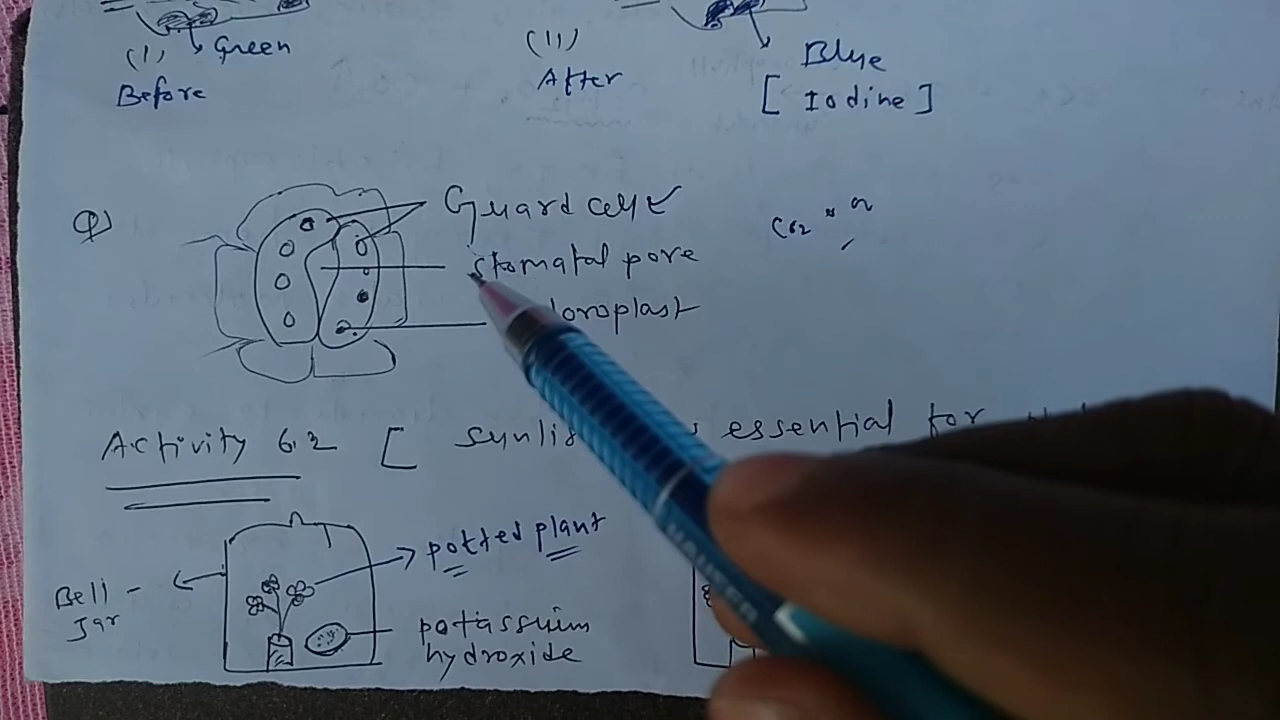 (I) Green
Before
(II)
After
Blue
[ Iodine ]
Guard cell
Stomatal pore
loroplast
Activity 6.2 [ essential for
Bell -
Jar
potted plant
potassium
hydroxide